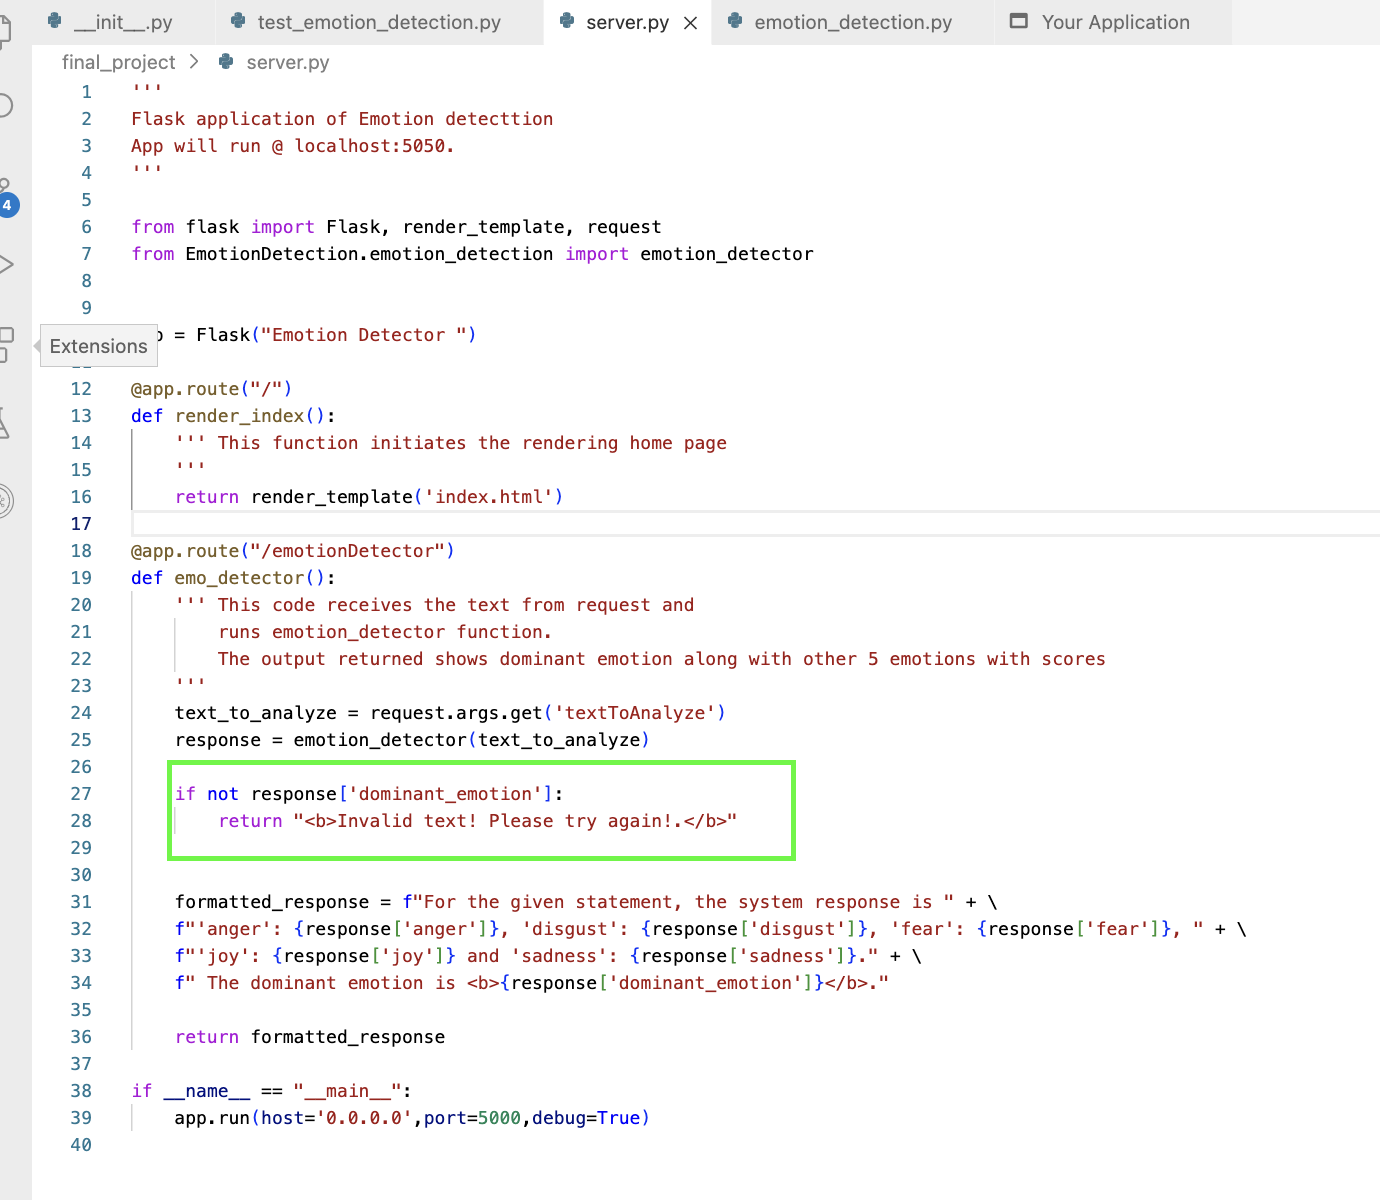 __init__.py test_emotion_detection.py server.py emotion_detection.py Your Application
final_project server.py
1 '''
2 Flask application of Emotion detecttion
3 App will run @ localhost:5050.
4 '''
5
6 from flask import Flask, render_template, request
7 from EmotionDetection.emotion_detection import emotion_detector
8
9
p = Flask("Emotion Detector ")
Extensions
12 @app.route("/")
13 def render_index():
14 ''' This function initiates the rendering home page
15 '''
16 return render_template('index.html')
17
18 @app.route("/emotionDetector")
19 def emo_detector():
20 ''' This code receives the text from request and
21 runs emotion_detector function.
22 The output returned shows dominant emotion along with other 5 emotions with scores
23 '''
24 text_to_analyze = request.args.get('textToAnalyze')
25 response = emotion_detector(text_to_analyze)
26
27 if not response['dominant_emotion']:
28 return "<b>Invalid text! Please try again!.</b>"
29
30
31 formatted_response = f"For the given statement, the system response is " + \
32 f"'anger': {response['anger']}, 'disgust': {response['disgust']}, 'fear': {response['fear']}, " + \
33 f"'joy': {response['joy']} and 'sadness': {response['sadness']}." + \
34 f" The dominant emotion is <b>{response['dominant_emotion']}</b>."
35
36 return formatted_response
37
38 if __name__ == "__main__":
39 app.run(host='0.0.0.0',port=5000,debug=True)
40
4